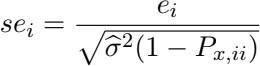 $se_i = \frac{e_i}{\sqrt{\widehat{\sigma}^2(1 - P_{x,ii})}}$